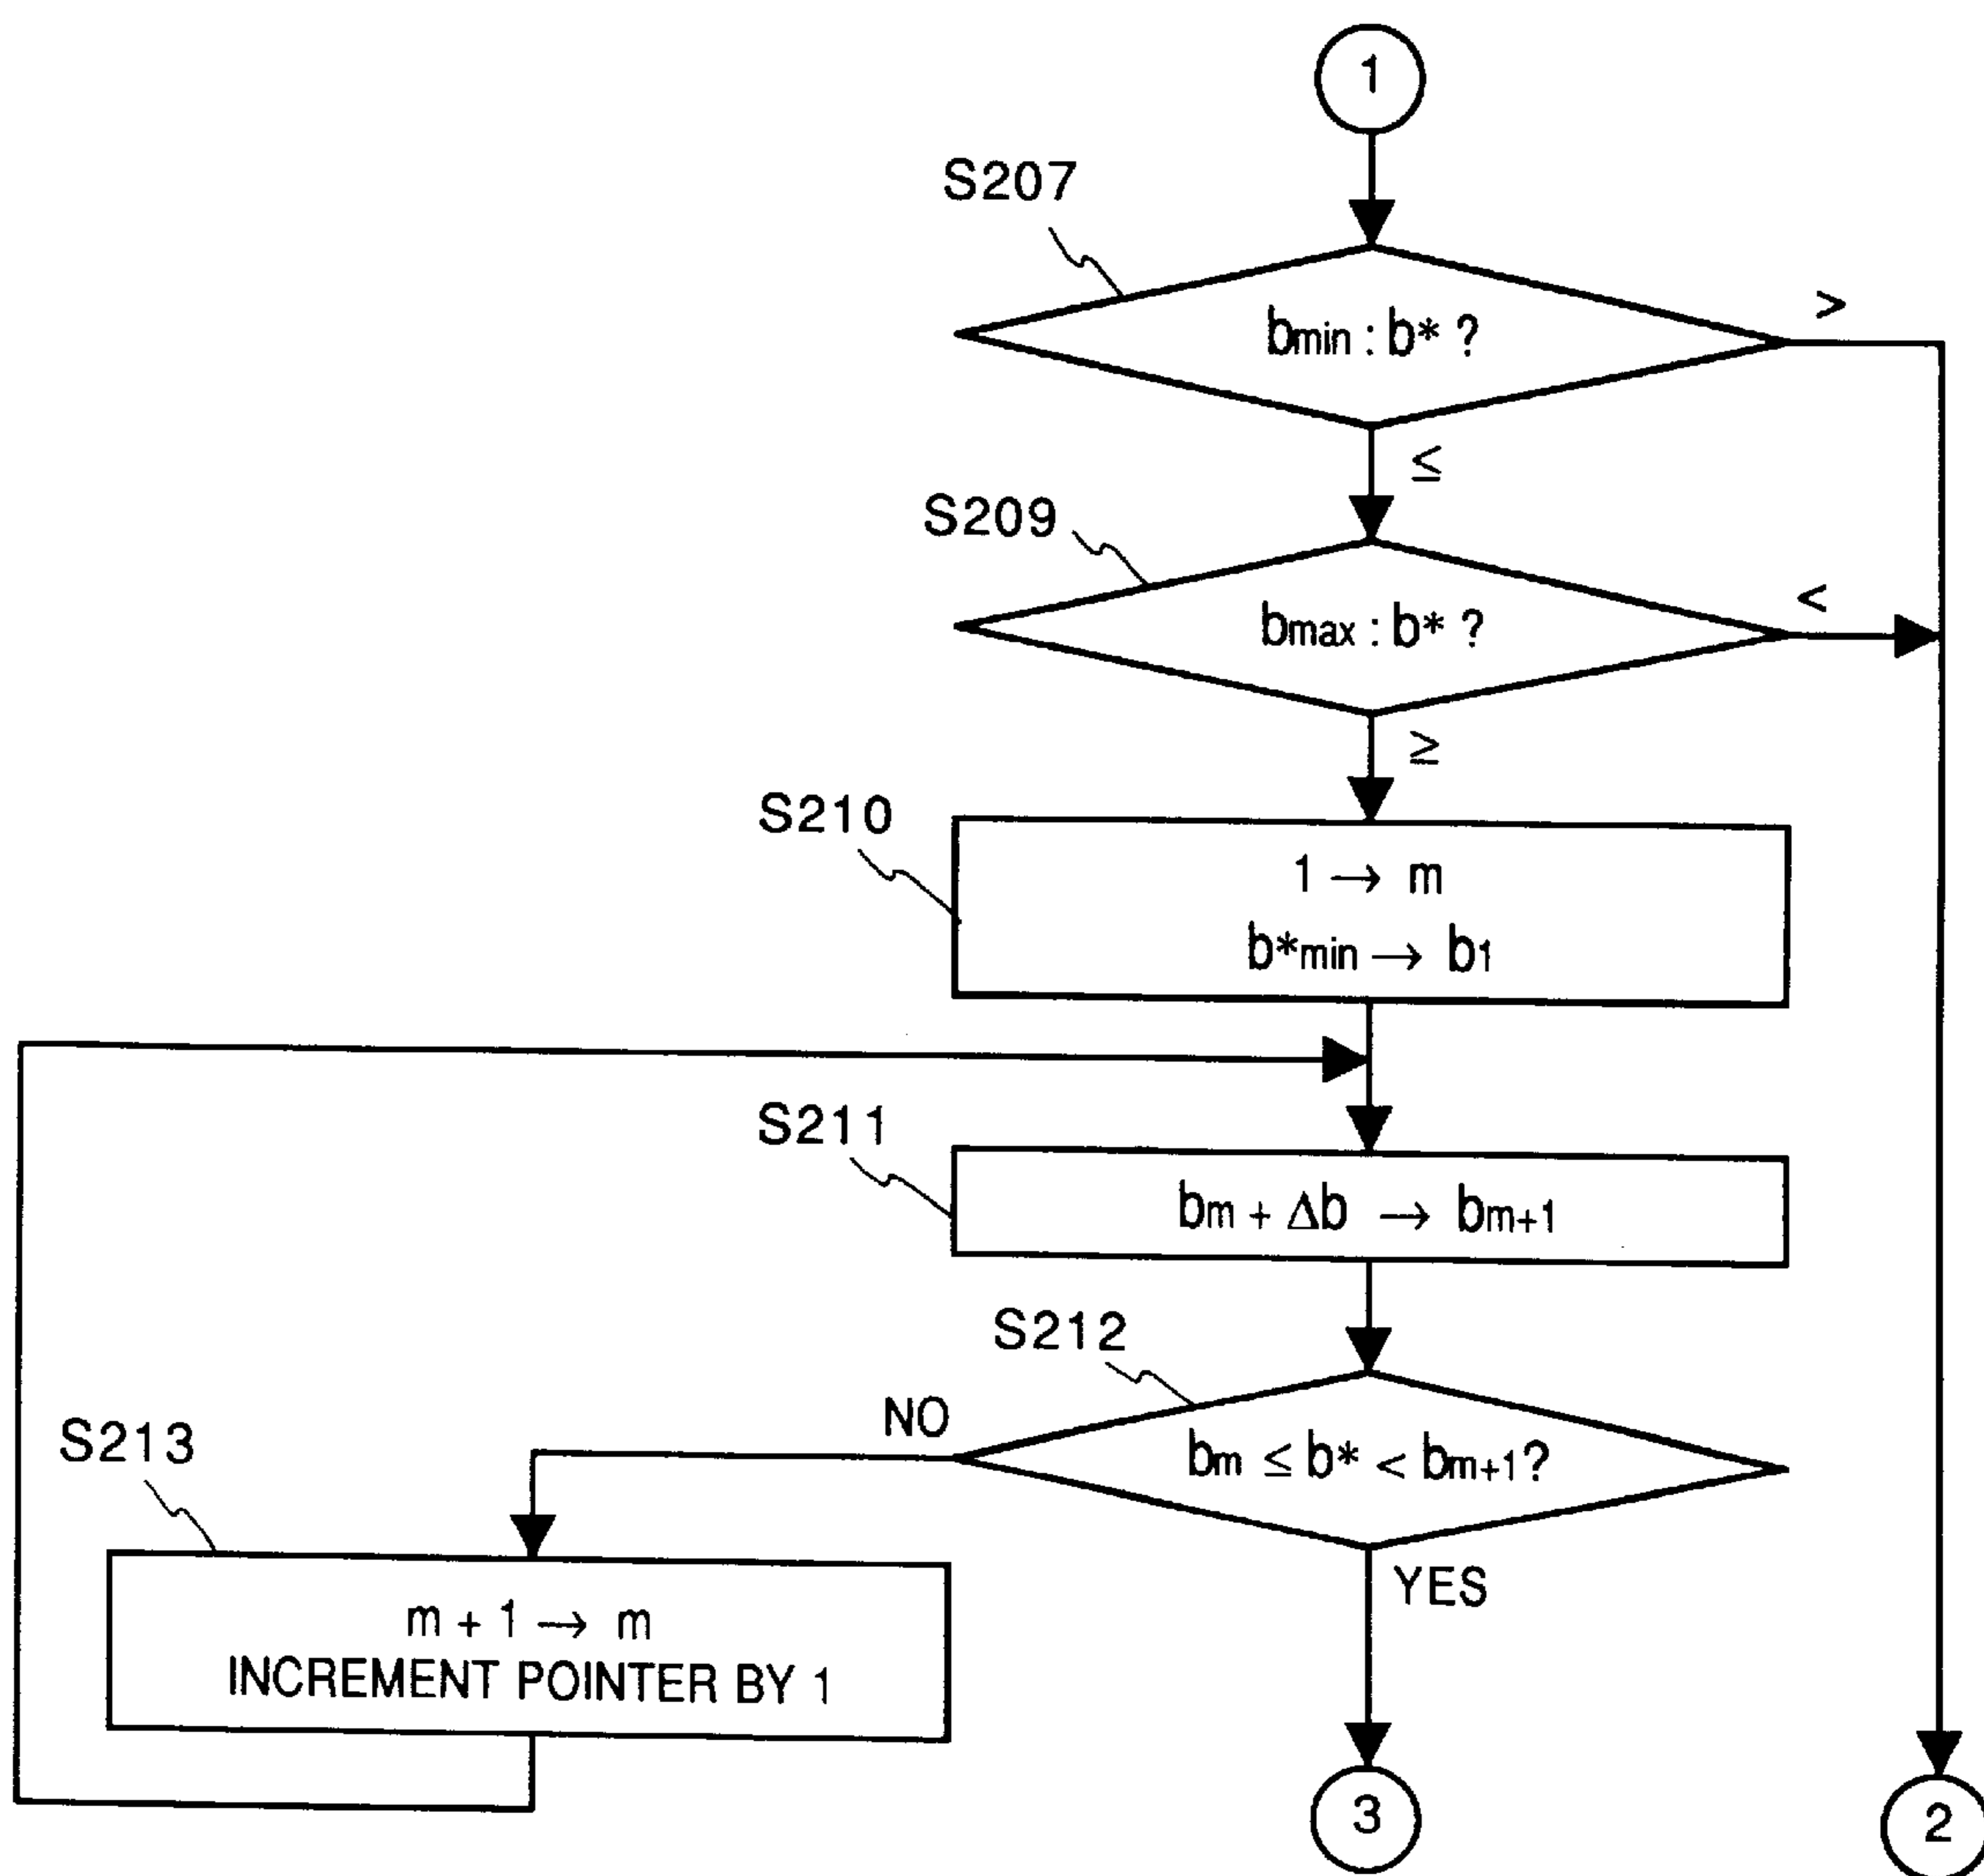 1
S207
bmin : b* ?
>
≤
S209
bmax : b* ?
<
≥
S210
1 → m
b*min → b1
S211
bm + Δb → bm+1
S212
NO
bm ≤ b* < bm+1?
S213
YES
m + 1 → m
INCREMENT POINTER BY 1
3
2